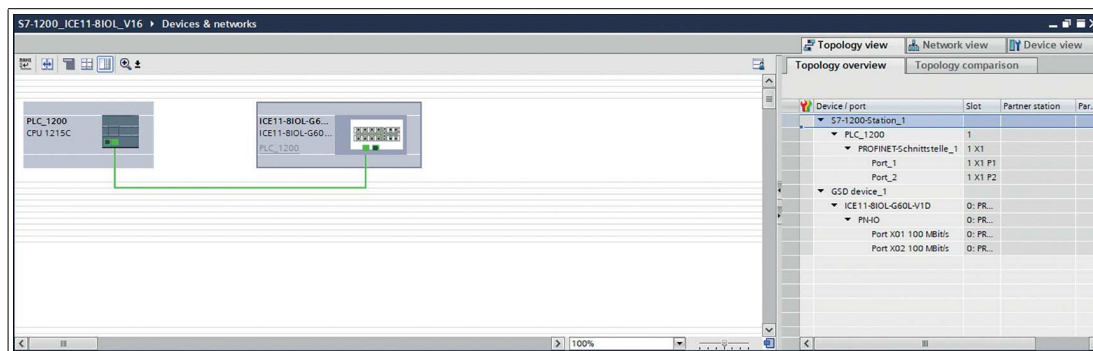 S7-1200_ICE11-8IOL_V16 ▸ Devices & networks
Topology view Network view Device view
Topology overview Topology comparison
PLC_1200
CPU 1215C
ICE11-8IOL-G6...
ICE11-8IOL-G60...
PLC_1200
Device / port Slot Partner station Par.
S7-1200-Station_1
PLC_1200 1
PROFINET-Schnittstelle_1 1 X1
Port_1 1 X1 P1
Port_2 1 X1 P2
GSD device_1
ICE11-8IOL-G60L-V1D 0: PR...
PN-IO 0: PR...
Port X01 100 MBit/s 0: PR...
Port X02 100 MBit/s 0: PR...
100%